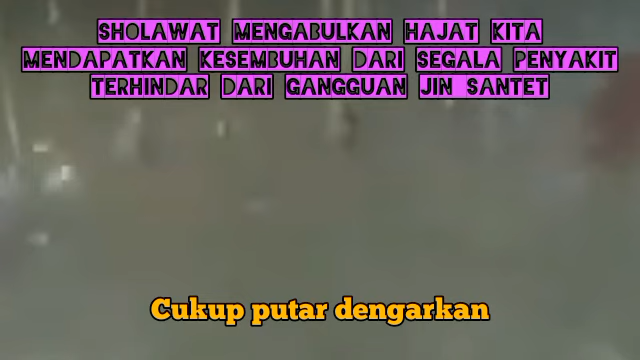 SHOLAWAT MENGABULKAN HAJAT KITA
MENDAPATKAN KESEMBUHAN DARI SEGALA PENYAKIT
TERHINDAR DARI GANGGUAN JIN SANTET
Cukup putar dengarkan